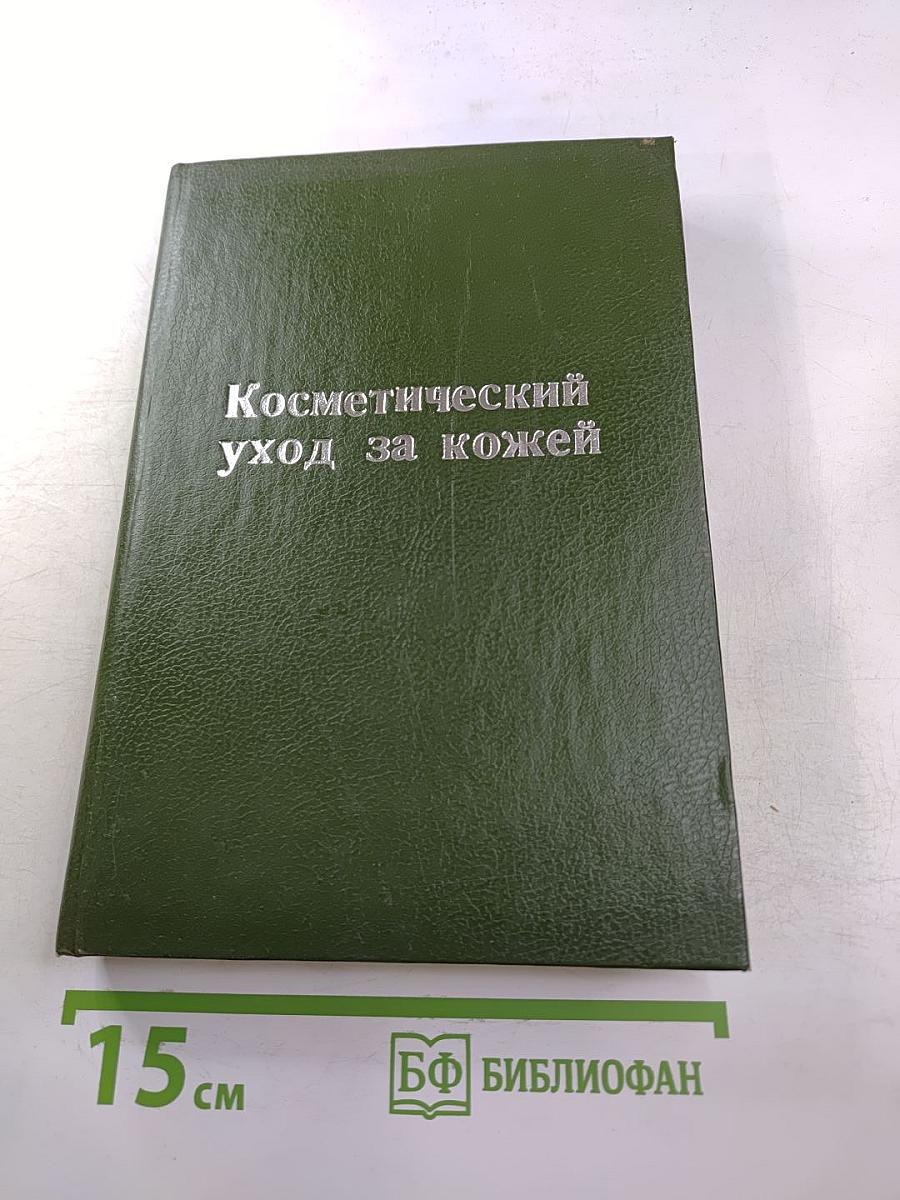 Косметический
уход за кожей
15 см
БФ БИБЛИОФАН